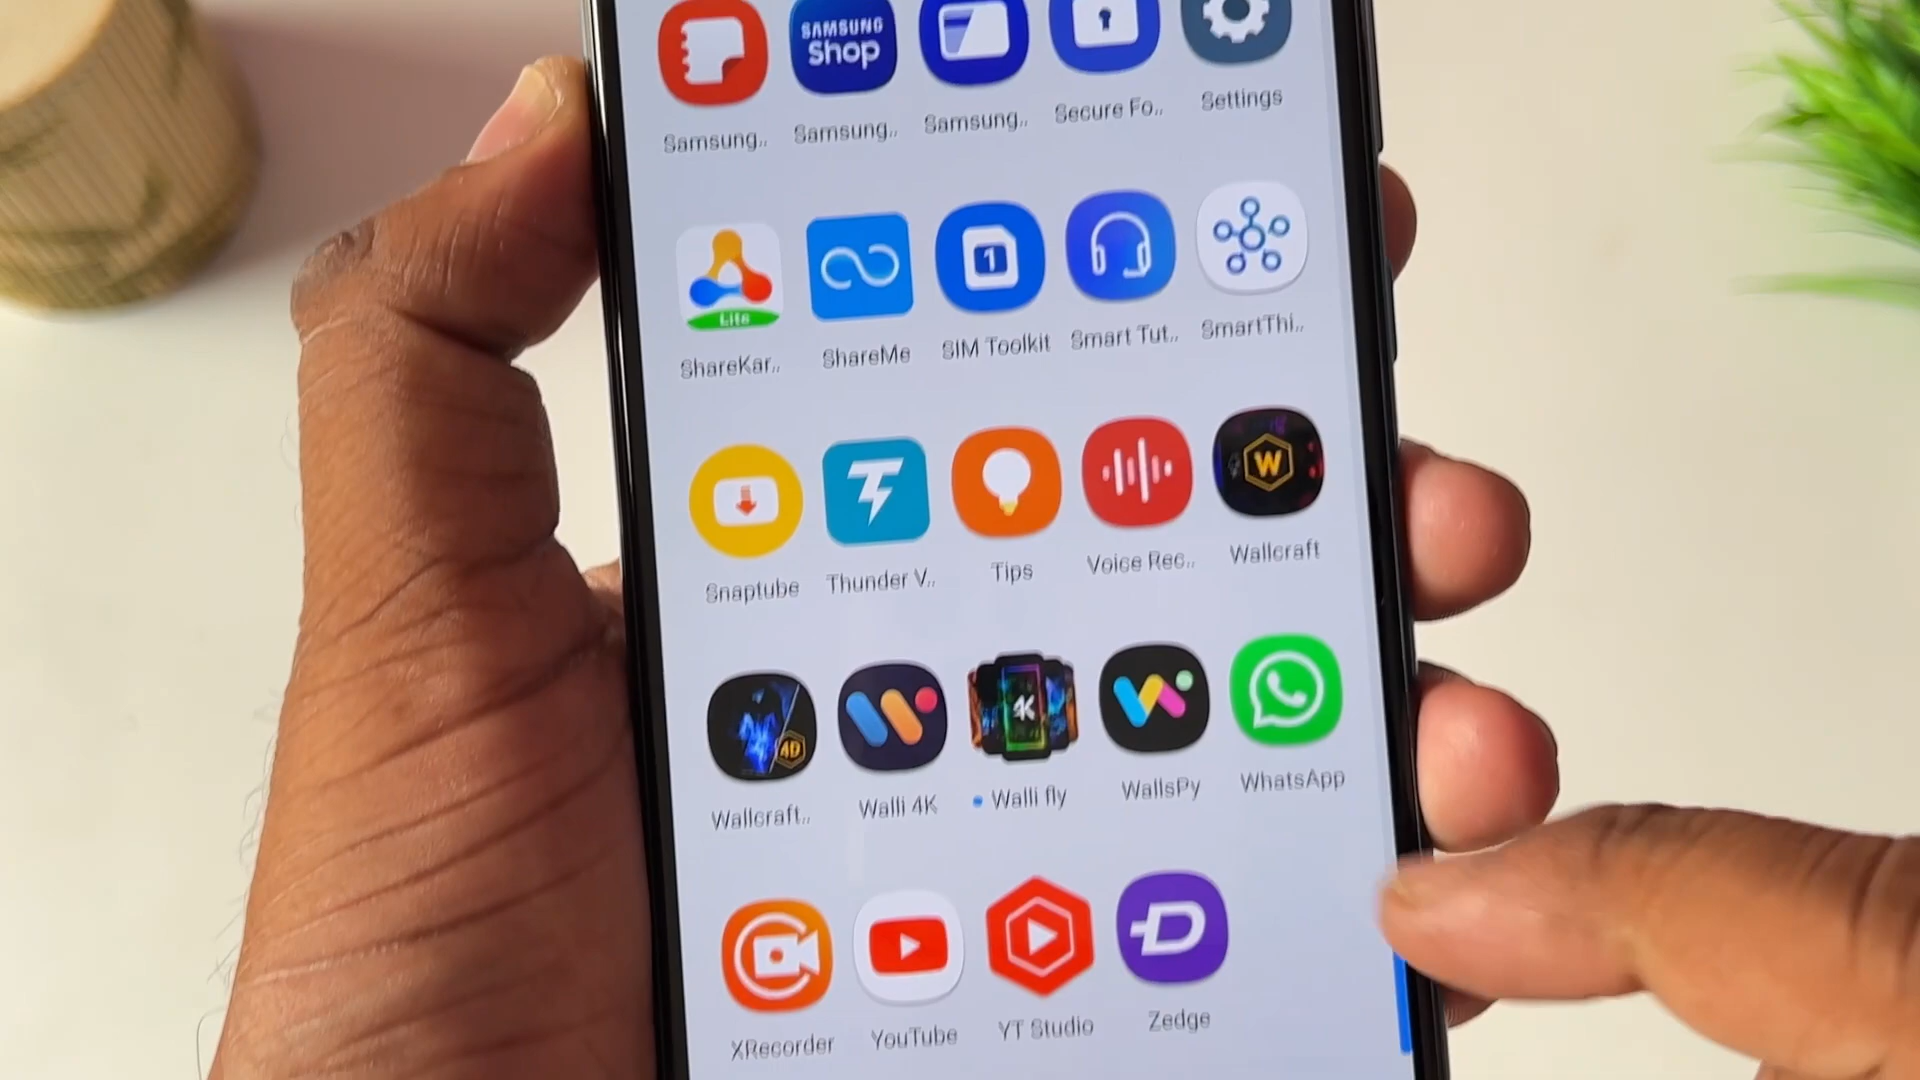 SAMSUNG
Shop
Samsung..
Samsung..
Samsung..
Secure Fo..
Settings
1
Lite
ShareKar..
ShareMe
SIM Toolkit
Smart Tut..
SmartThi..
W
Snaptube
Thunder V..
Tips
Voice Rec..
Wallcraft
4D
4K
Wallcraft..
Walli 4K
Walli fly
WallsPy
WhatsApp
XRecorder
YouTube
YT Studio
Zedge